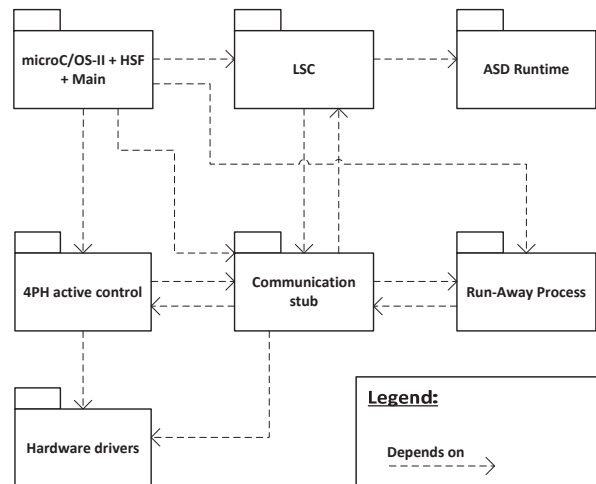 microC/OS-II + HSF
+ Main
LSC
ASD Runtime
4PH active control
Communication
stub
Run-Away Process
Hardware drivers
Legend:
Depends on